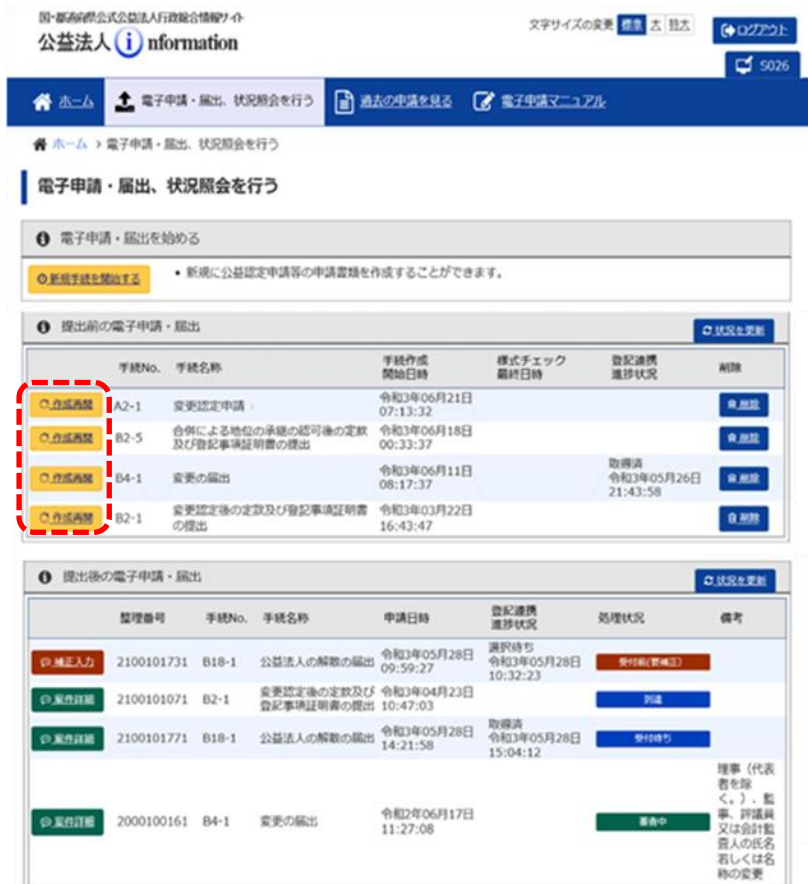 国・都道府県公式公益法人行政総合情報サイト
公益法人 information
文字サイズの変更 標準 大 特大
ログアウト
S026
ホーム 電子申請・届出、状況照会を行う 過去の申請を見る 電子申請マニュアル
ホーム > 電子申請・届出、状況照会を行う
電子申請・届出、状況照会を行う
電子申請・届出を始める
新規手続を開始する ・新規に公益認定申請等の申請書類を作成することができます。
提出前の電子申請・届出 状況を更新
手続No. 手続名称 手続作成開始日時 様式チェック最終日時 登記連携進捗状況 削除
作成再開 A2-1 変更認定申請 令和3年06月21日 07:13:32 削除
作成再開 B2-5 合併による地位の承継の認可後の定款及び登記事項証明書の提出 令和3年06月18日 00:33:37 削除
作成再開 B4-1 変更の届出 令和3年06月11日 08:17:37 取得済 令和3年05月26日 21:43:58 削除
作成再開 B2-1 変更認定後の定款及び登記事項証明書の提出 令和3年03月22日 16:43:47 削除
提出後の電子申請・届出 状況を更新
整理番号 手続No. 手続名称 申請日時 登記連携進捗状況 処理状況 備考
補正入力 2100101731 B18-1 公益法人の解散の届出 令和3年05月28日 09:59:27 選択待ち 令和3年05月28日 10:32:23 受付前(要補正)
案件詳細 2100101071 B2-1 変更認定後の定款及び登記事項証明書の提出 令和3年04月23日 10:47:03 到達
案件詳細 2100101771 B18-1 公益法人の解散の届出 令和3年05月28日 14:21:58 取得済 令和3年05月28日 15:04:12 受付待ち
案件詳細 2000100161 B4-1 変更の届出 令和2年06月17日 11:27:08 審査中 理事（代表者を除く。）、監事、評議員又は会計監査人の氏名若しくは名称の変更